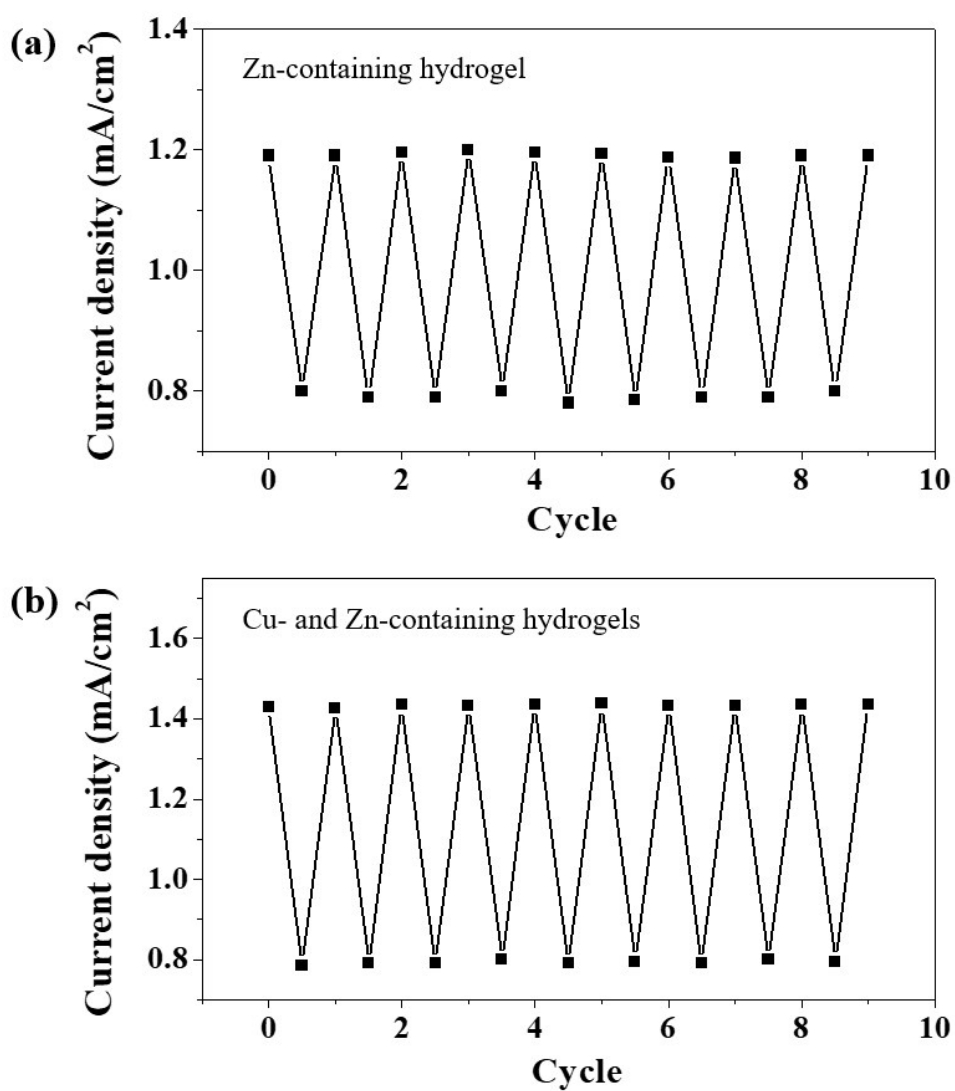 (a)
Zn-containing hydrogel
Current density (mA/cm²)
1.4
1.2
1.0
0.8
0 2 4 6 8 10
Cycle
(b)
Cu- and Zn-containing hydrogels
Current density (mA/cm²)
1.6
1.4
1.2
1.0
0.8
0 2 4 6 8 10
Cycle